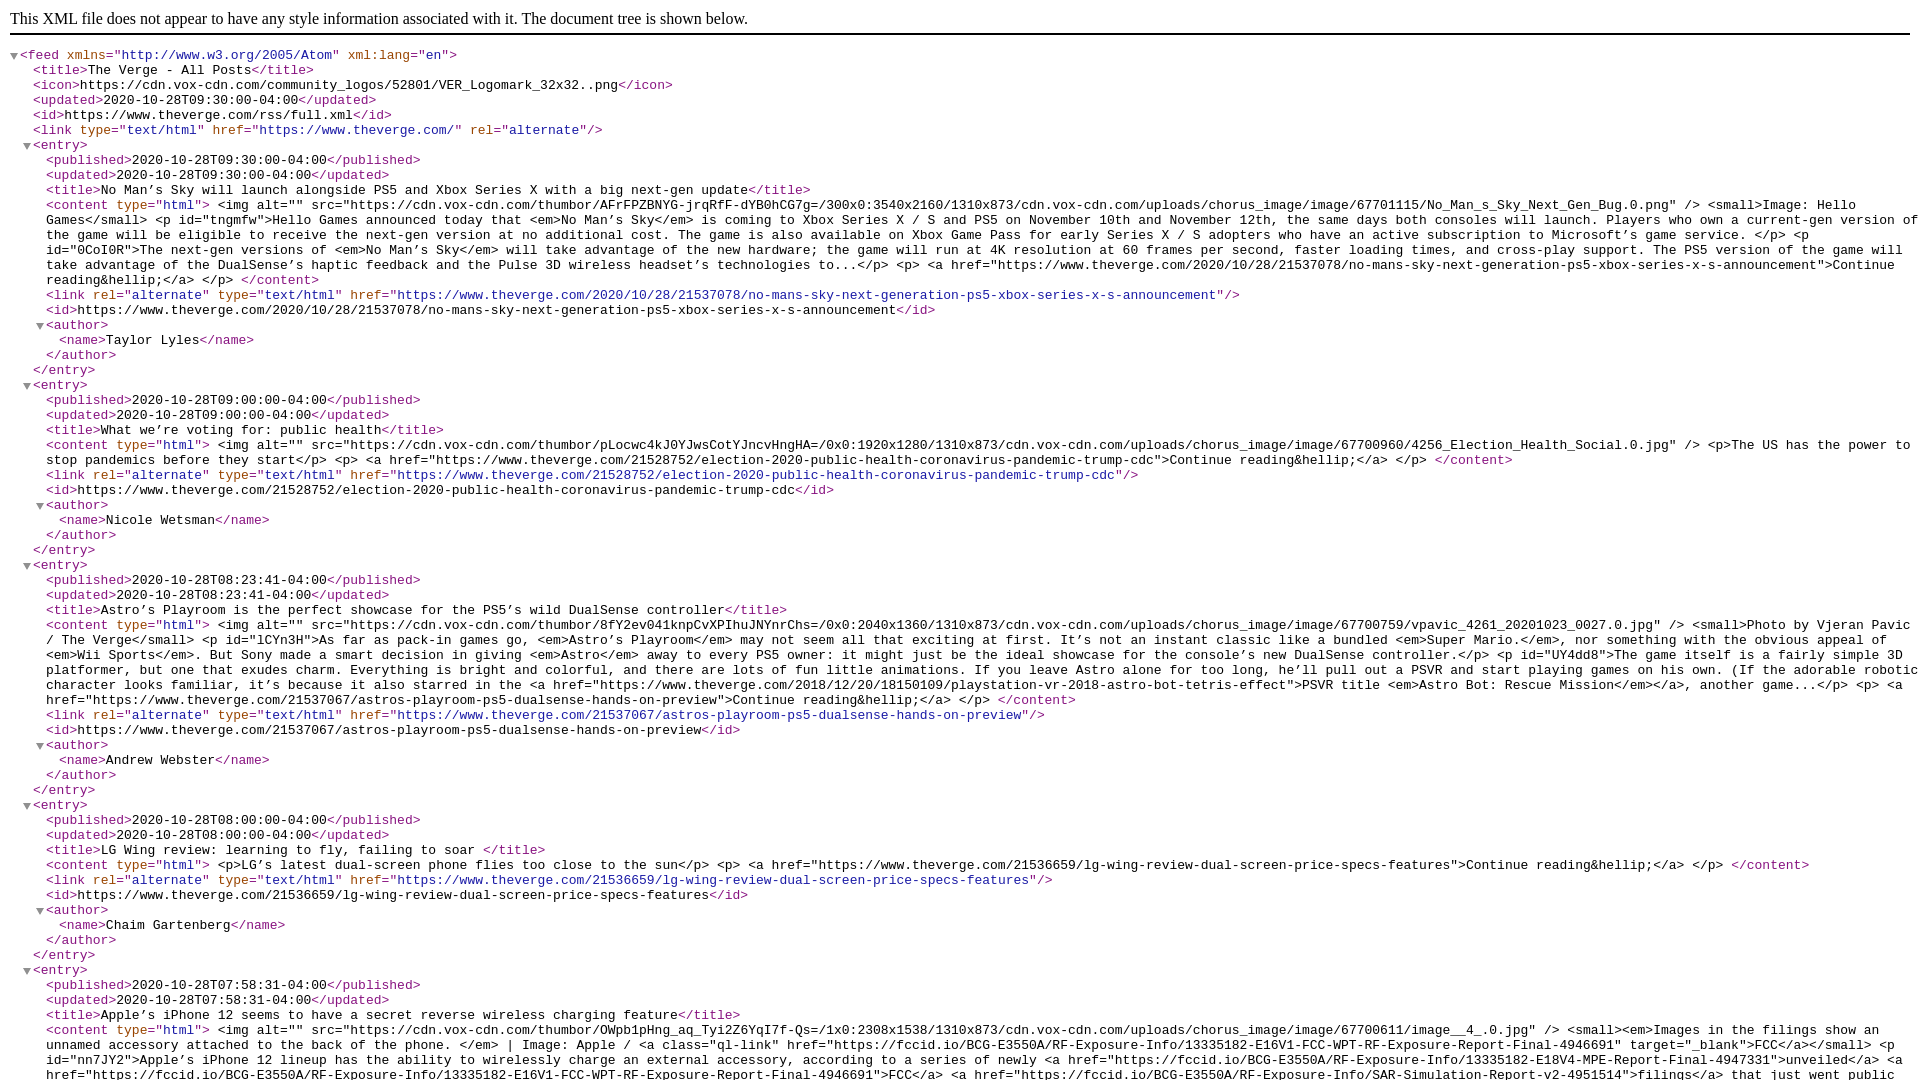 This XML file does not appear to have any style information associated with it. The document tree is shown below.
<feed xmlns="http://www.w3.org/2005/Atom" xml:lang="en">
<title>The Verge - All Posts</title>
<icon>https://cdn.vox-cdn.com/community_logos/52801/VER_Logomark_32x32..png</icon>
<updated>2020-10-28T09:30:00-04:00</updated>
<id>https://www.theverge.com/rss/full.xml</id>
<link type="text/html" href="https://www.theverge.com/" rel="alternate"/>
<entry>
<published>2020-10-28T09:30:00-04:00</published>
<updated>2020-10-28T09:30:00-04:00</updated>
<title>No Man’s Sky will launch alongside PS5 and Xbox Series X with a big next-gen update</title>
<content type="html"> <img alt="" src="https://cdn.vox-cdn.com/thumbor/AFrFPZBNYG-jrqRfF-dYB0hCG7g=/300x0:3540x2160/1310x873/cdn.vox-cdn.com/uploads/chorus_image/image/67701115/No_Man_s_Sky_Next_Gen_Bug.0.png" /> <small>Image: Hello
Games</small> <p id="tngmfw">Hello Games announced today that <em>No Man’s Sky</em> is coming to Xbox Series X / S and PS5 on November 10th and November 12th, the same days both consoles will launch. Players who own a current-gen version of
the game will be eligible to receive the next-gen version at no additional cost. The game is also available on Xbox Game Pass for early Series X / S adopters who have an active subscription to Microsoft’s game service. </p> <p
id="0CoI0R">The next-gen versions of <em>No Man’s Sky</em> will take advantage of the new hardware; the game will run at 4K resolution at 60 frames per second, faster loading times, and cross-play support. The PS5 version of the game will
take advantage of the DualSense’s haptic feedback and the Pulse 3D wireless headset’s technologies to...</p> <p> <a href="https://www.theverge.com/2020/10/28/21537078/no-mans-sky-next-generation-ps5-xbox-series-x-s-announcement">Continue
reading&hellip;</a> </p> </content>
<link rel="alternate" type="text/html" href="https://www.theverge.com/2020/10/28/21537078/no-mans-sky-next-generation-ps5-xbox-series-x-s-announcement"/>
<id>https://www.theverge.com/2020/10/28/21537078/no-mans-sky-next-generation-ps5-xbox-series-x-s-announcement</id>
<author>
<name>Taylor Lyles</name>
</author>
</entry>
<entry>
<published>2020-10-28T09:00:00-04:00</published>
<updated>2020-10-28T09:00:00-04:00</updated>
<title>What we’re voting for: public health</title>
<content type="html"> <img alt="" src="https://cdn.vox-cdn.com/thumbor/pLocwc4kJ0YJwsCotYJncvHngHA=/0x0:1920x1280/1310x873/cdn.vox-cdn.com/uploads/chorus_image/image/67700960/4256_Election_Health_Social.0.jpg" /> <p>The US has the power to
stop pandemics before they start</p> <p> <a href="https://www.theverge.com/21528752/election-2020-public-health-coronavirus-pandemic-trump-cdc">Continue reading&hellip;</a> </p> </content>
<link rel="alternate" type="text/html" href="https://www.theverge.com/21528752/election-2020-public-health-coronavirus-pandemic-trump-cdc"/>
<id>https://www.theverge.com/21528752/election-2020-public-health-coronavirus-pandemic-trump-cdc</id>
<author>
<name>Nicole Wetsman</name>
</author>
</entry>
<entry>
<published>2020-10-28T08:23:41-04:00</published>
<updated>2020-10-28T08:23:41-04:00</updated>
<title>Astro’s Playroom is the perfect showcase for the PS5’s wild DualSense controller</title>
<content type="html"> <img alt="" src="https://cdn.vox-cdn.com/thumbor/8fY2ev041knpCvXPIhuJNYnrChs=/0x0:2040x1360/1310x873/cdn.vox-cdn.com/uploads/chorus_image/image/67700759/vpavic_4261_20201023_0027.0.jpg" /> <small>Photo by Vjeran Pavic
/ The Verge</small> <p id="lCYn3H">As far as pack-in games go, <em>Astro’s Playroom</em> may not seem all that exciting at first. It’s not an instant classic like a bundled <em>Super Mario.</em>, nor something with the obvious appeal of
<em>Wii Sports</em>. But Sony made a smart decision in giving <em>Astro</em> away to every PS5 owner: it might just be the ideal showcase for the console’s new DualSense controller.</p> <p id="UY4dd8">The game itself is a fairly simple 3D
platformer, but one that exudes charm. Everything is bright and colorful, and there are lots of fun little animations. If you leave Astro alone for too long, he’ll pull out a PSVR and start playing games on his own. (If the adorable robotic
character looks familiar, it’s because it also starred in the <a href="https://www.theverge.com/2018/12/20/18150109/playstation-vr-2018-astro-bot-tetris-effect">PSVR title <em>Astro Bot: Rescue Mission</em></a>, another game...</p> <p> <a
href="https://www.theverge.com/21537067/astros-playroom-ps5-dualsense-hands-on-preview">Continue reading&hellip;</a> </p> </content>
<link rel="alternate" type="text/html" href="https://www.theverge.com/21537067/astros-playroom-ps5-dualsense-hands-on-preview"/>
<id>https://www.theverge.com/21537067/astros-playroom-ps5-dualsense-hands-on-preview</id>
<author>
<name>Andrew Webster</name>
</author>
</entry>
<entry>
<published>2020-10-28T08:00:00-04:00</published>
<updated>2020-10-28T08:00:00-04:00</updated>
<title>LG Wing review: learning to fly, failing to soar </title>
<content type="html"> <p>LG’s latest dual-screen phone flies too close to the sun</p> <p> <a href="https://www.theverge.com/21536659/lg-wing-review-dual-screen-price-specs-features">Continue reading&hellip;</a> </p> </content>
<link rel="alternate" type="text/html" href="https://www.theverge.com/21536659/lg-wing-review-dual-screen-price-specs-features"/>
<id>https://www.theverge.com/21536659/lg-wing-review-dual-screen-price-specs-features</id>
<author>
<name>Chaim Gartenberg</name>
</author>
</entry>
<entry>
<published>2020-10-28T07:58:31-04:00</published>
<updated>2020-10-28T07:58:31-04:00</updated>
<title>Apple’s iPhone 12 seems to have a secret reverse wireless charging feature</title>
<content type="html"> <img alt="" src="https://cdn.vox-cdn.com/thumbor/OWpb1pHng_aq_Tyi2Z6YqI7f-Qs=/1x0:2308x1538/1310x873/cdn.vox-cdn.com/uploads/chorus_image/image/67700611/image__4_.0.jpg" /> <small><em>Images in the filings show an
unnamed accessory attached to the back of the phone. </em> | Image: Apple / <a class="ql-link" href="https://fccid.io/BCG-E3550A/RF-Exposure-Info/13335182-E16V1-FCC-WPT-RF-Exposure-Report-Final-4946691" target="_blank">FCC</a></small> <p
id="nn7JY2">Apple’s iPhone 12 lineup has the ability to wirelessly charge an external accessory, according to a series of newly <a href="https://fccid.io/BCG-E3550A/RF-Exposure-Info/13335182-E18V4-MPE-Report-Final-4947331">unveiled</a> <a
href="https://fccid.io/BCG-E3550A/RF-Exposure-Info/13335182-E16V1-FCC-WPT-RF-Exposure-Report-Final-4946691">FCC</a> <a href="https://fccid.io/BCG-E3550A/RF-Exposure-Info/SAR-Simulation-Report-v2-4951514">filings</a> that just went public